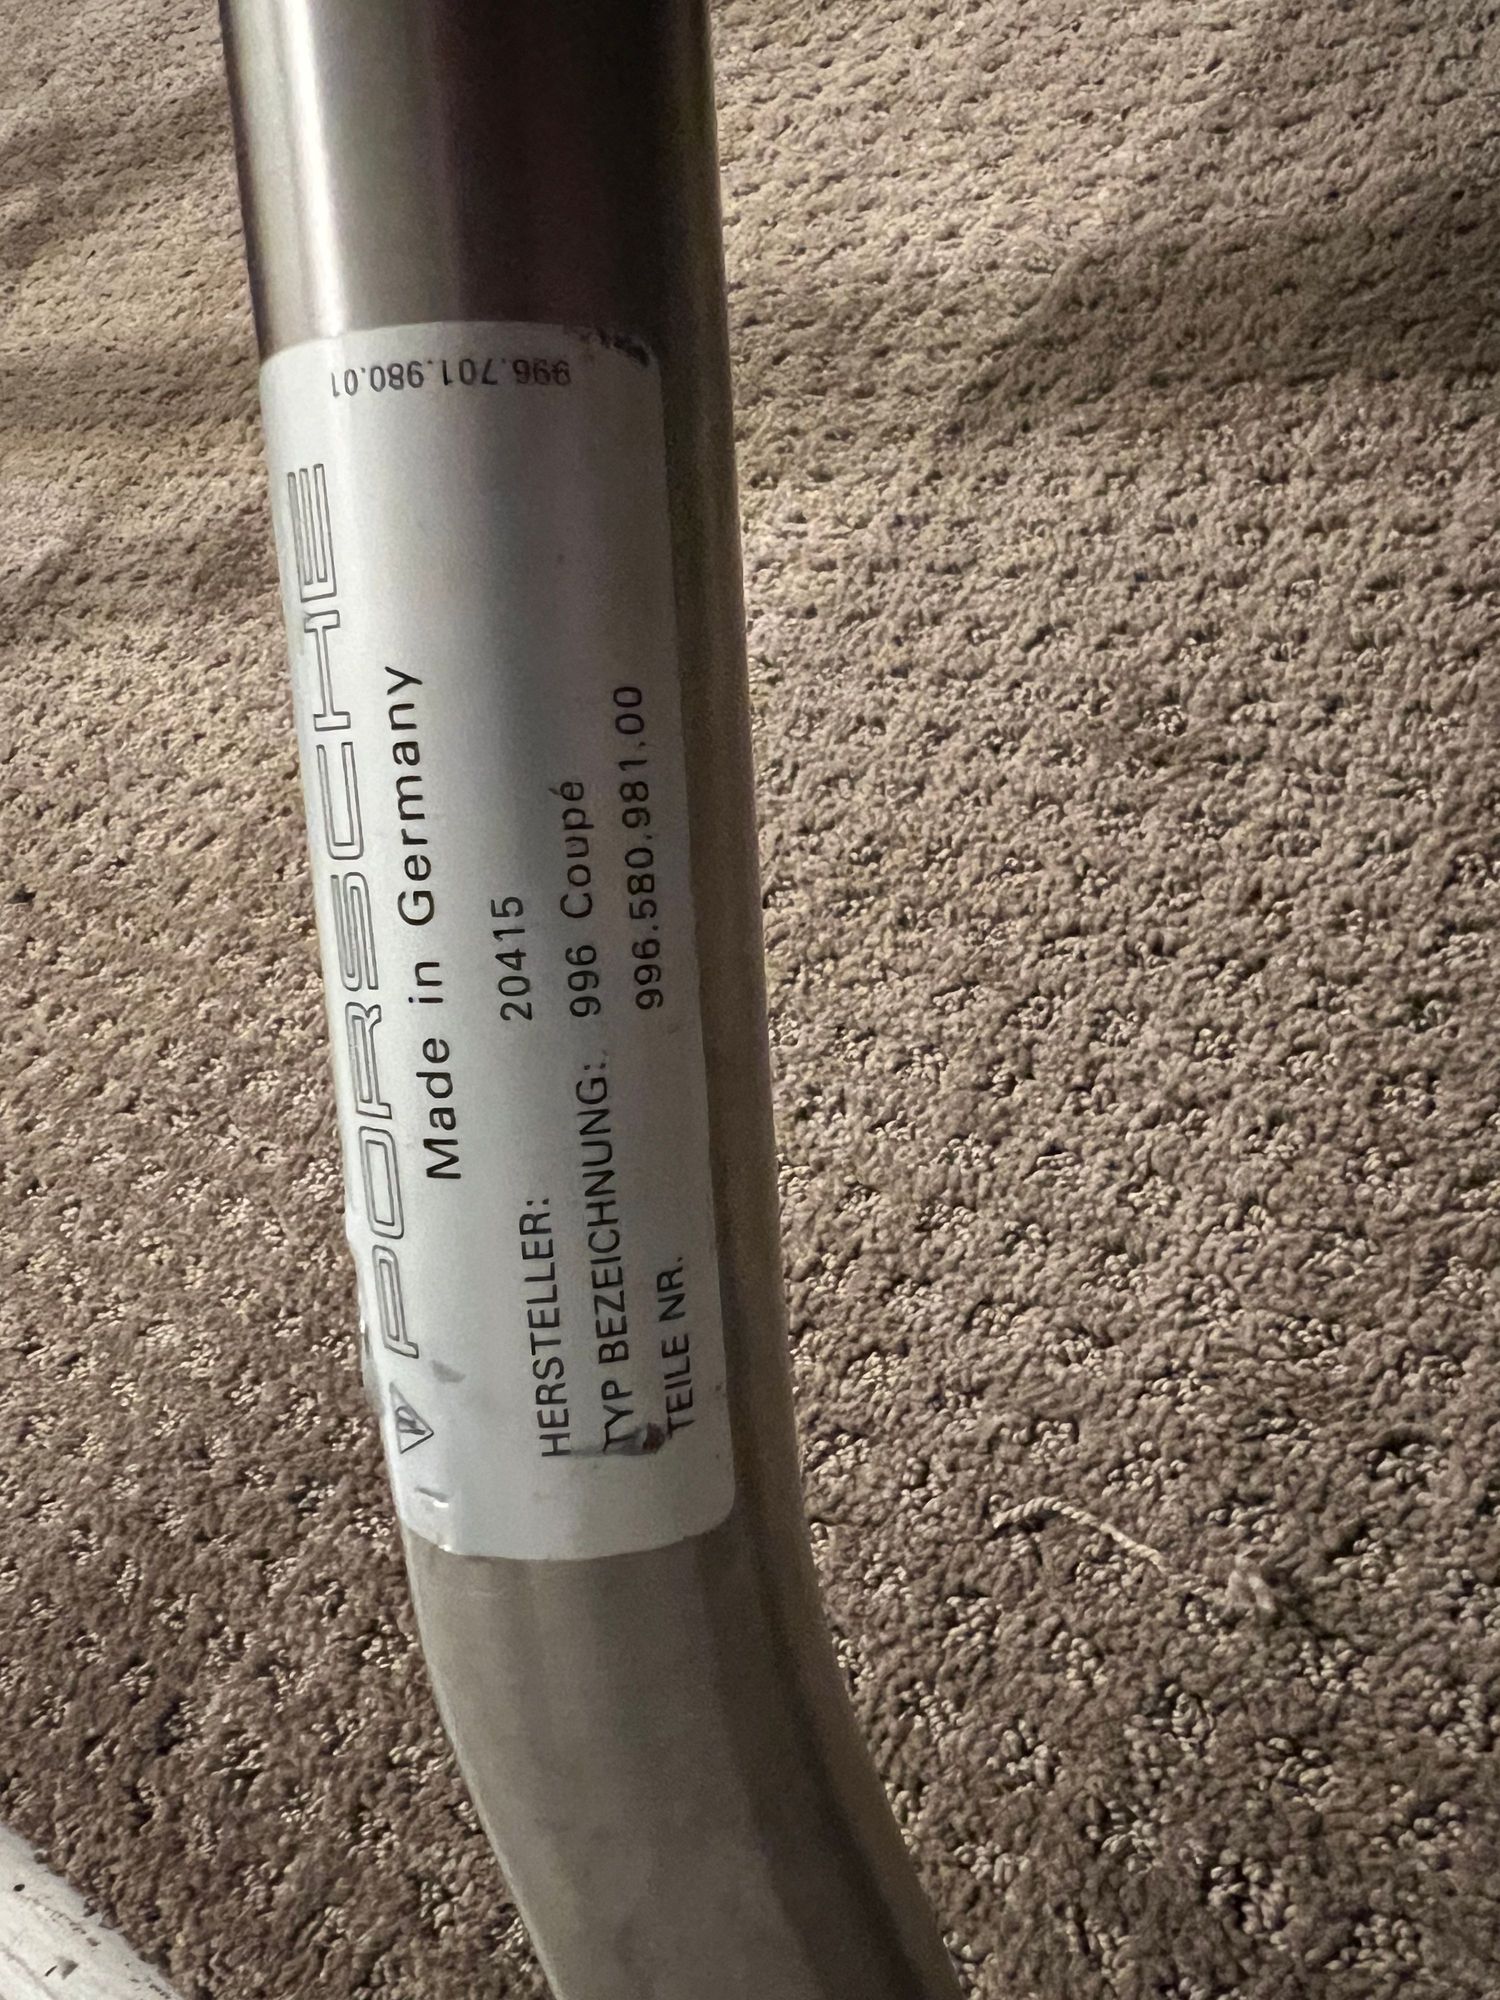 PORSCHE
Made in Germany
HERSTELLER: 20415
TYP BEZEICHNUNG: 996 Coupé
TEILE NR. 996.580.981.00
996.701.980.01